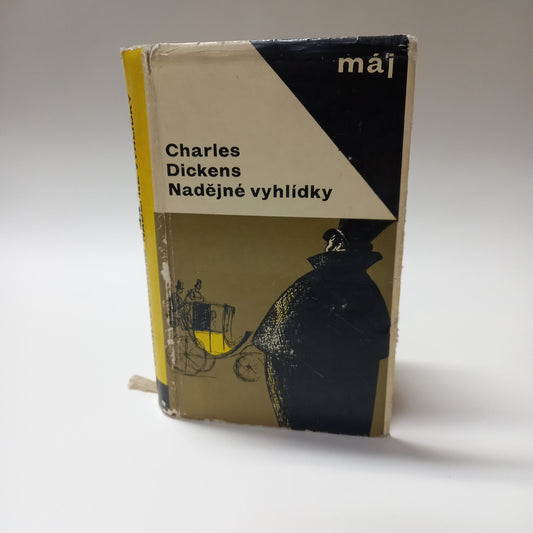 máj
Charles
Dickens
Nadějné vyhlídky